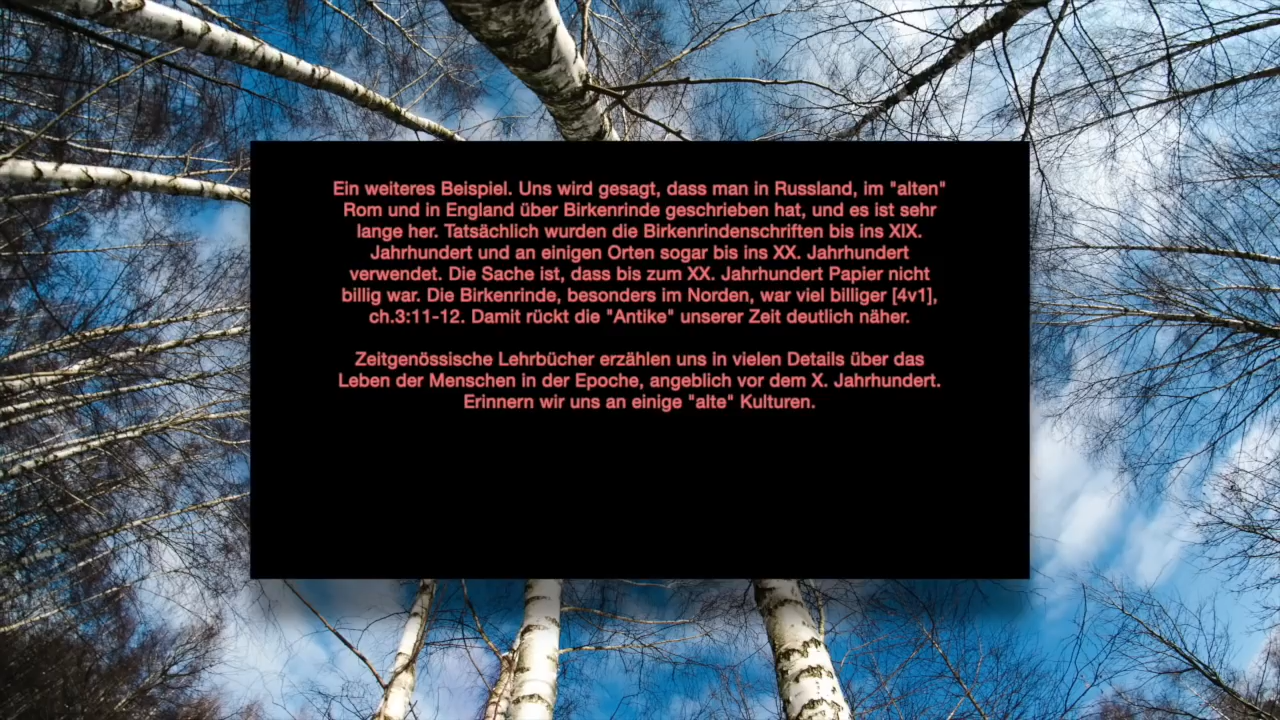 Ein weiteres Beispiel. Uns wird gesagt, dass man in Russland, im "alten"
Rom und in England über Birkenrinde geschrieben hat, und es ist sehr
lange her. Tatsächlich wurden die Birkenrindenschriften bis ins XIX.
Jahrhundert und an einigen Orten sogar bis ins XX. Jahrhundert
verwendet. Die Sache ist, dass bis zum XX. Jahrhundert Papier nicht
billig war. Die Birkenrinde, besonders im Norden, war viel billiger [4v1],
ch.3:11-12. Damit rückt die "Antike" unserer Zeit deutlich näher.
Zeitgenössische Lehrbücher erzählen uns in vielen Details über das
Leben der Menschen in der Epoche, angeblich vor dem X. Jahrhundert.
Erinnern wir uns an einige "alte" Kulturen.